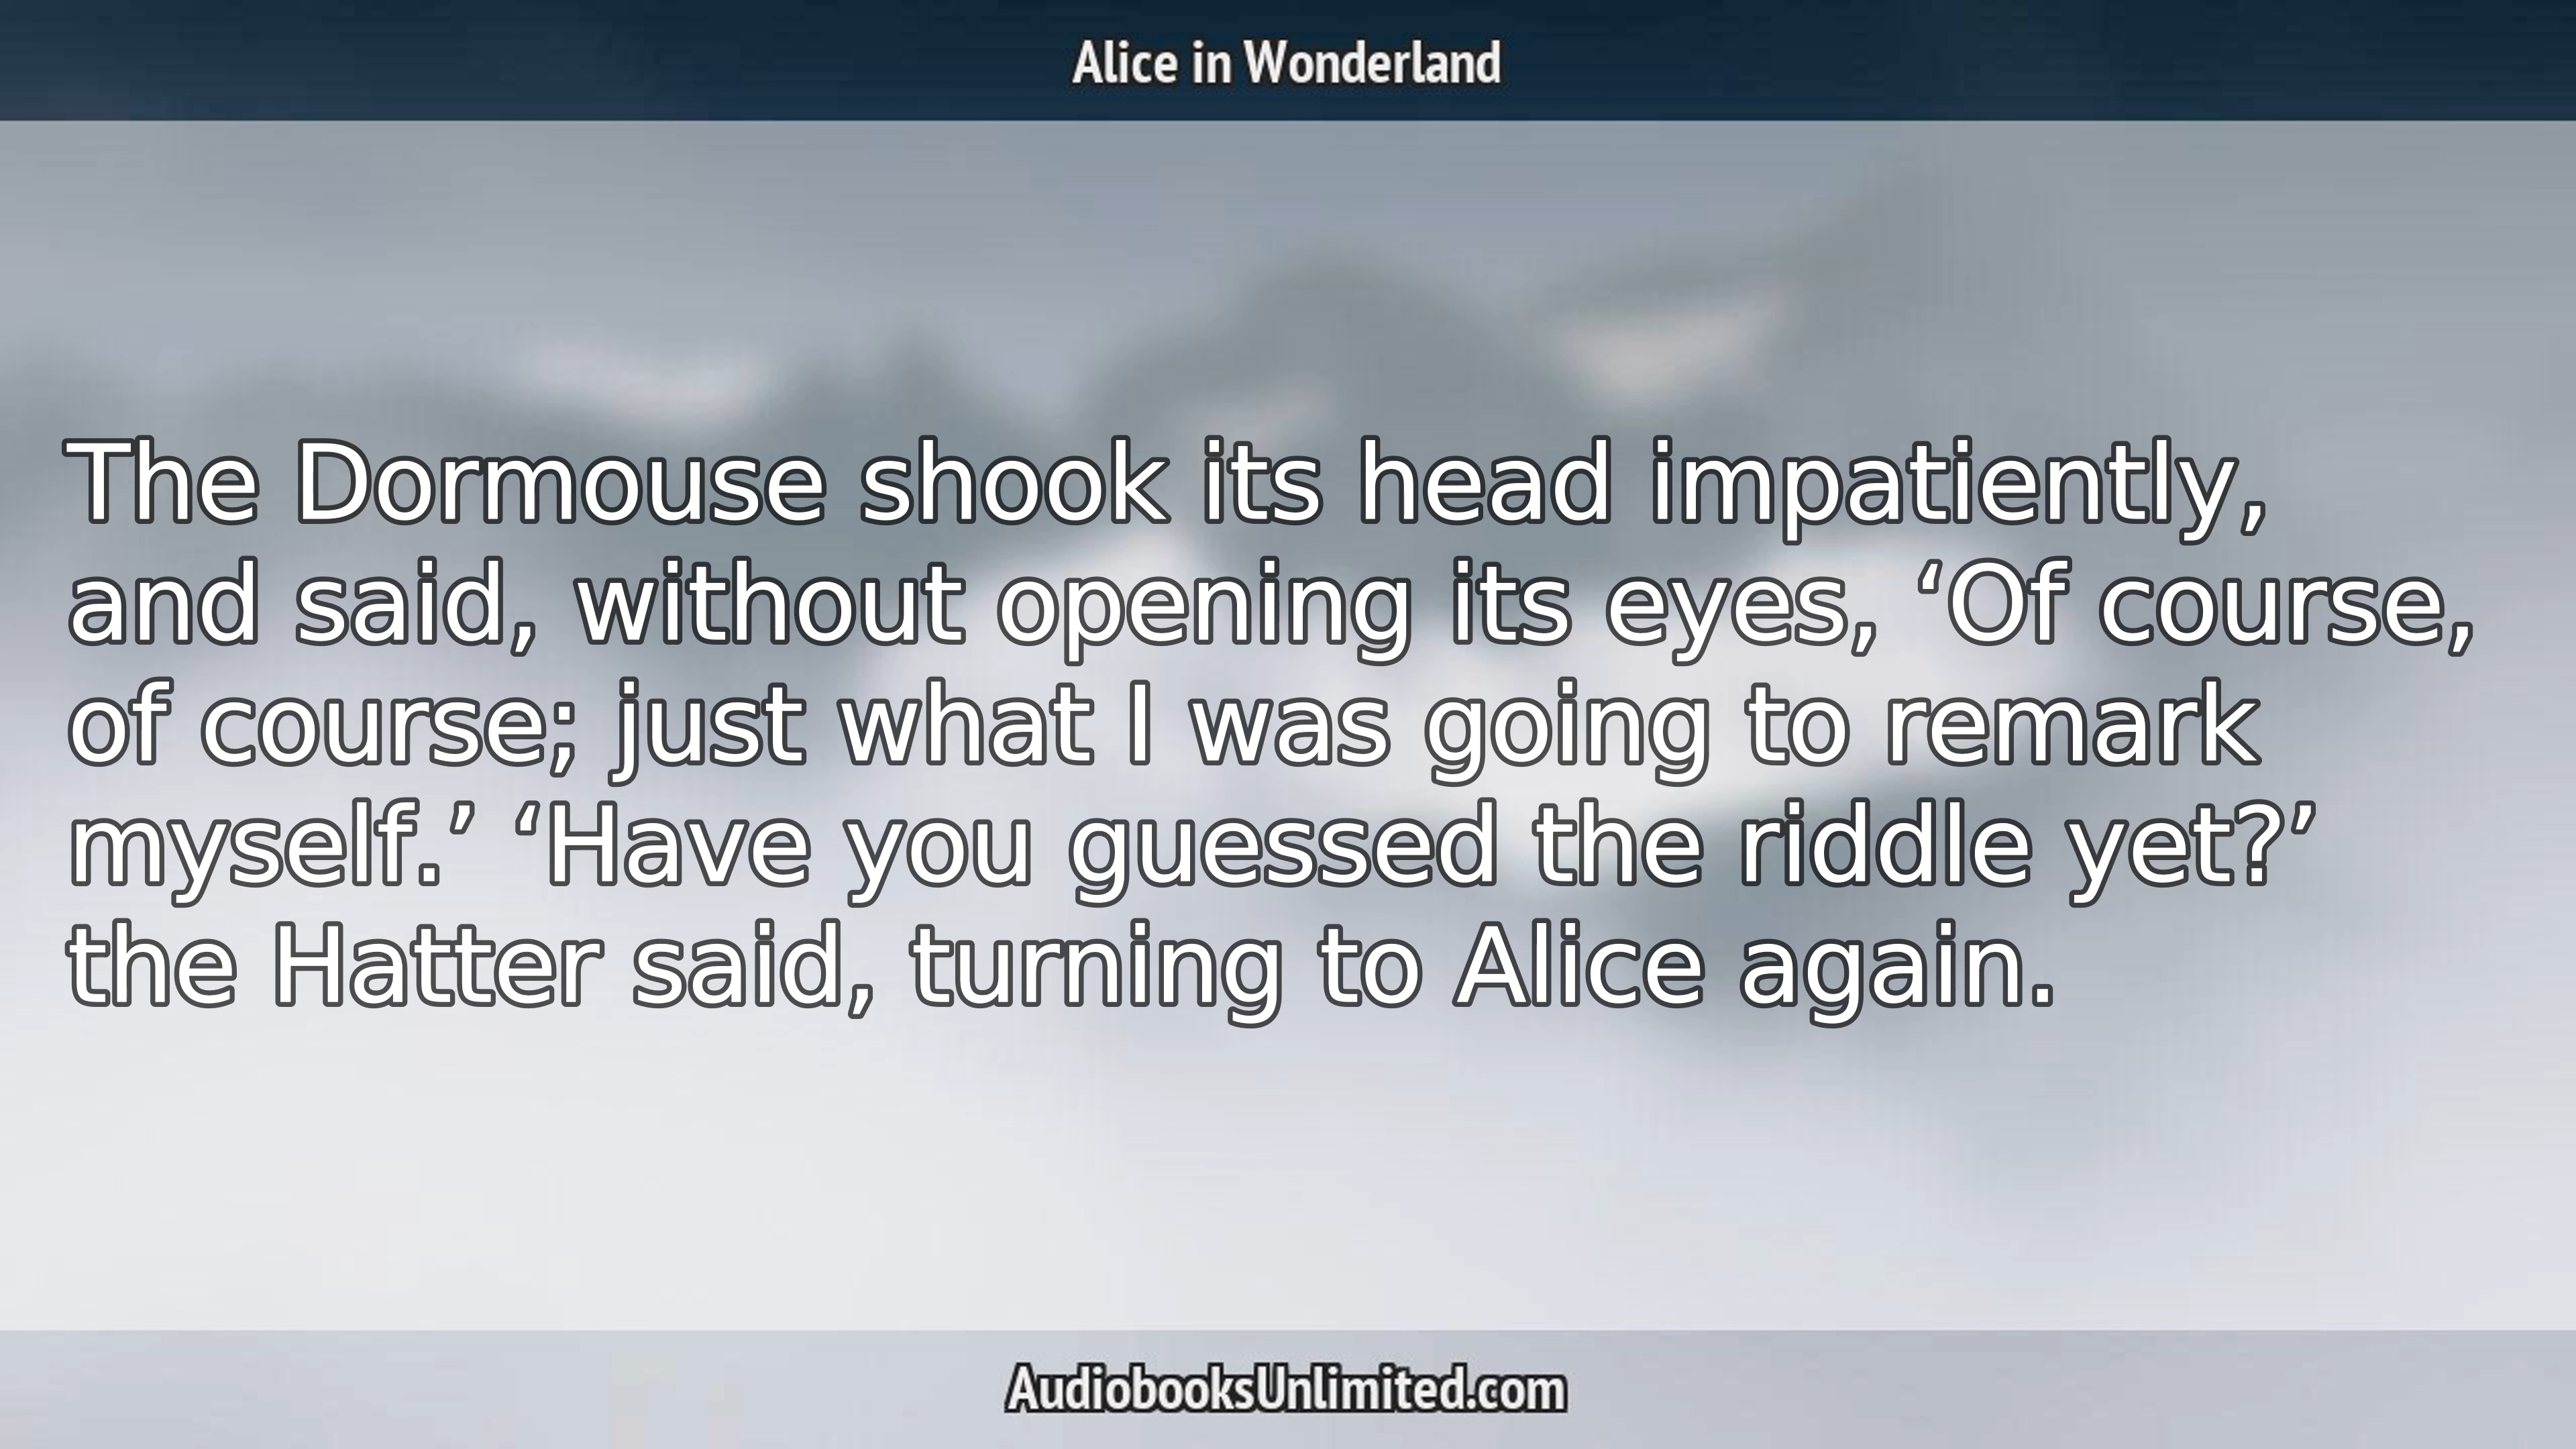 Alice in Wonderland
The Dormouse shook its head impatiently,
and said, without opening its eyes, ‘Of course,
of course; just what I was going to remark
myself.’ ‘Have you guessed the riddle yet?’
the Hatter said, turning to Alice again.
AudiobooksUnlimited.com